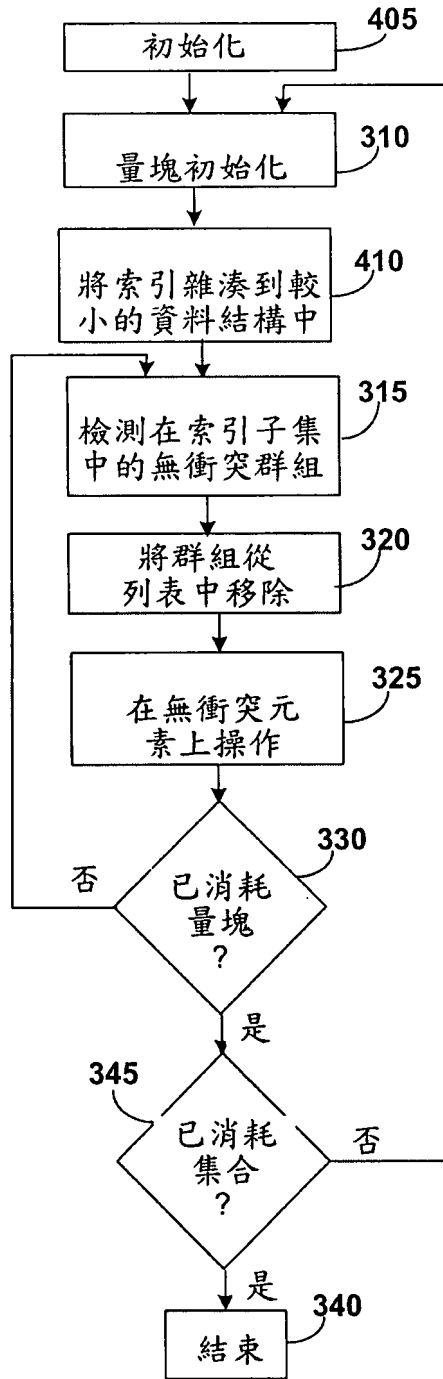 初始化
405
量塊初始化
310
將索引雜湊到較
小的資料結構中
410
檢測在索引子集
中的無衝突群組
315
將群組從
列表中移除
320
在無衝突元
素上操作
325
已消耗
量塊
?
330
否
是
345
已消耗
集合
?
否
是
結束
340